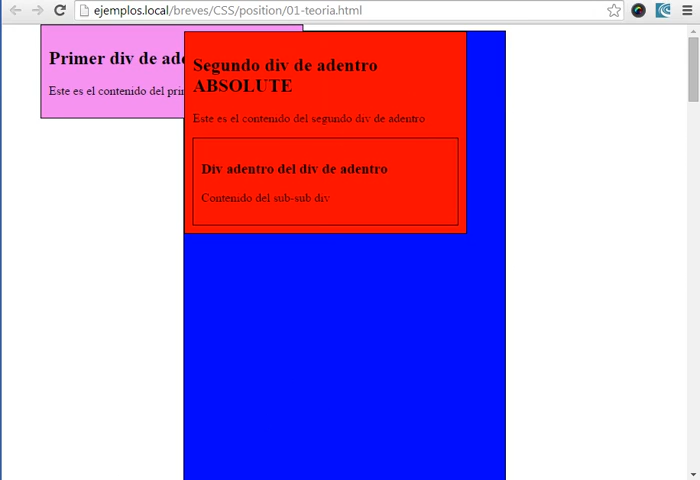 ejemplos.local/breves/CSS/position/01-teoria.html
Primer div de ade
Este es el contenido del pri
Segundo div de adentro
ABSOLUTE
Este es el contenido del segundo div de adentro
Div adentro del div de adentro
Contenido del sub-sub div